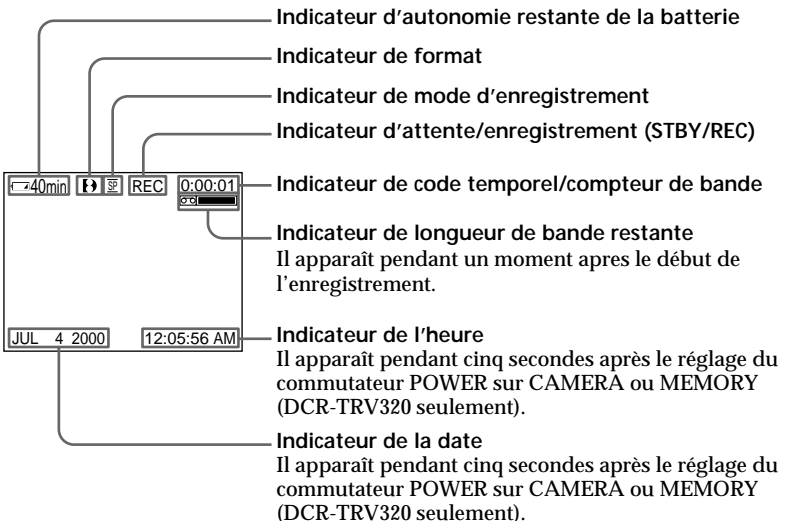 Indicateur d'autonomie restante de la batterie
Indicateur de format
Indicateur de mode d'enregistrement
Indicateur d'attente/enregistrement (STBY/REC)
40min SP REC 0:00:01
Indicateur de code temporel/compteur de bande
Indicateur de longueur de bande restante
Il apparaît pendant un moment apres le début de
l'enregistrement.
JUL 4 2000 12:05:56 AM
Indicateur de l'heure
Il apparaît pendant cinq secondes après le réglage du
commutateur POWER sur CAMERA ou MEMORY
(DCR-TRV320 seulement).
Indicateur de la date
Il apparaît pendant cinq secondes après le réglage du
commutateur POWER sur CAMERA ou MEMORY
(DCR-TRV320 seulement).